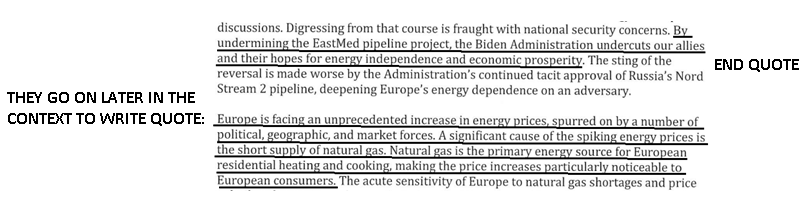 discussions. Digressing from that course is fraught with national security concerns. By
undermining the EastMed pipeline project, the Biden Administration undercuts our allies
and their hopes for energy independence and economic prosperity. The sting of the
reversal is made worse by the Administration's continued tacit approval of Russia's Nord
Stream 2 pipeline, deepening Europe's energy dependence on an adversary.
END QUOTE
THEY GO ON LATER IN THE
CONTEXT TO WRITE QUOTE:
Europe is facing an unprecedented increase in energy prices, spurred on by a number of
political, geographic, and market forces. A significant cause of the spiking energy prices is
the short supply of natural gas. Natural gas is the primary energy source for European
residential heating and cooking, making the price increases particularly noticeable to
European consumers. The acute sensitivity of Europe to natural gas shortages and price